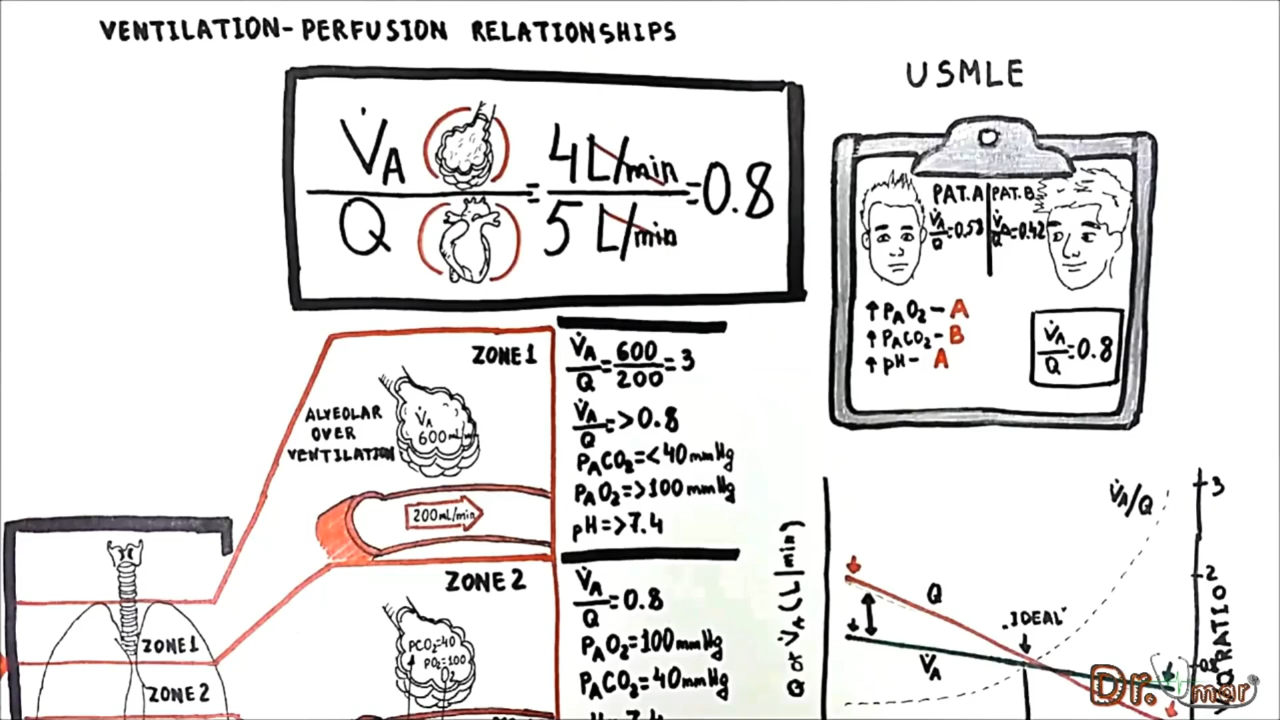 VENTILATION-PERFUSION RELATIONSHIPS
V̇A / Q = 4 L/min / 5 L/min = 0.8
USMLE
PAT.A PAT.B
V̇A/Q=0.53 V̇A/Q=0.42
↑PAO2 - A
↑PACO2 - B
↑pH - A
V̇A/Q=0.8
ZONE 1
ALVEOLAR
OVER
VENTILATION
V̇A
600mL/
200mL/min
V̇A/Q=600/200=3
V̇A/Q=>0.8
PACO2=<40mmHg
PAO2=>100mmHg
pH=>7.4
ZONE 2
PCO2=40
PO2=100
V̇A/Q=0.8
PAO2=100mmHg
PACO2=40mmHg
ZONE 1
ZONE 2
Q or V̇A (L/min)
Q
V̇A
„IDEAL"
V̇A/Q
3
2
RATIO
Dr.
mar